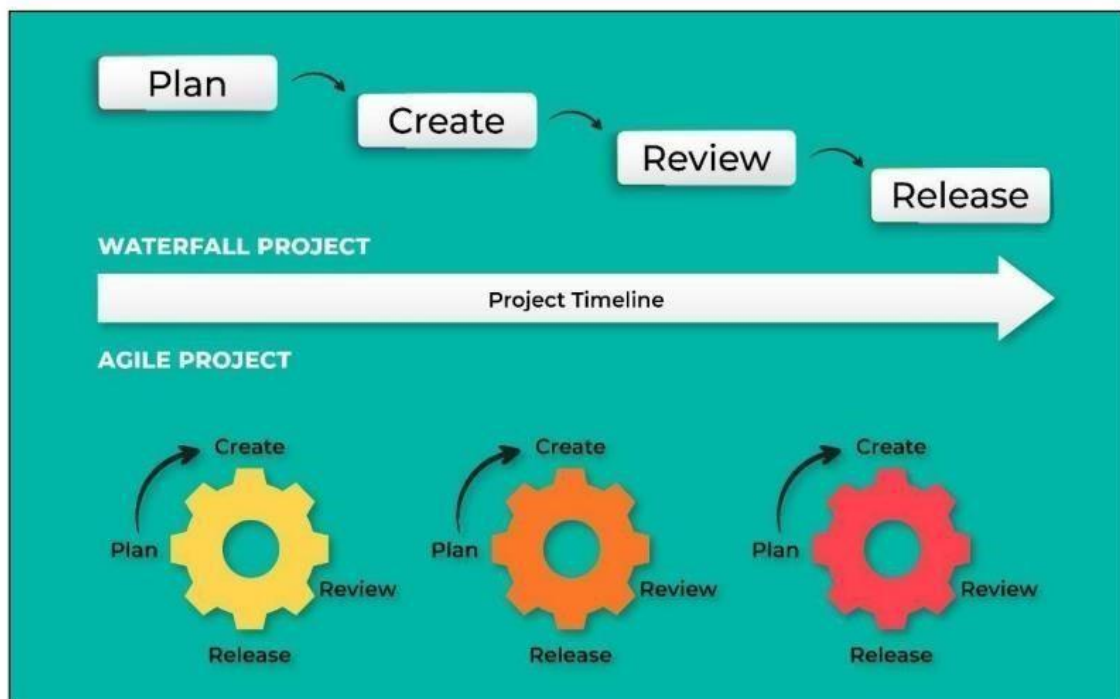 Plan
Create
Review
Release
WATERFALL PROJECT
Project Timeline
AGILE PROJECT
Create
Plan
Review
Release
Create
Plan
Review
Release
Create
Plan
Review
Release